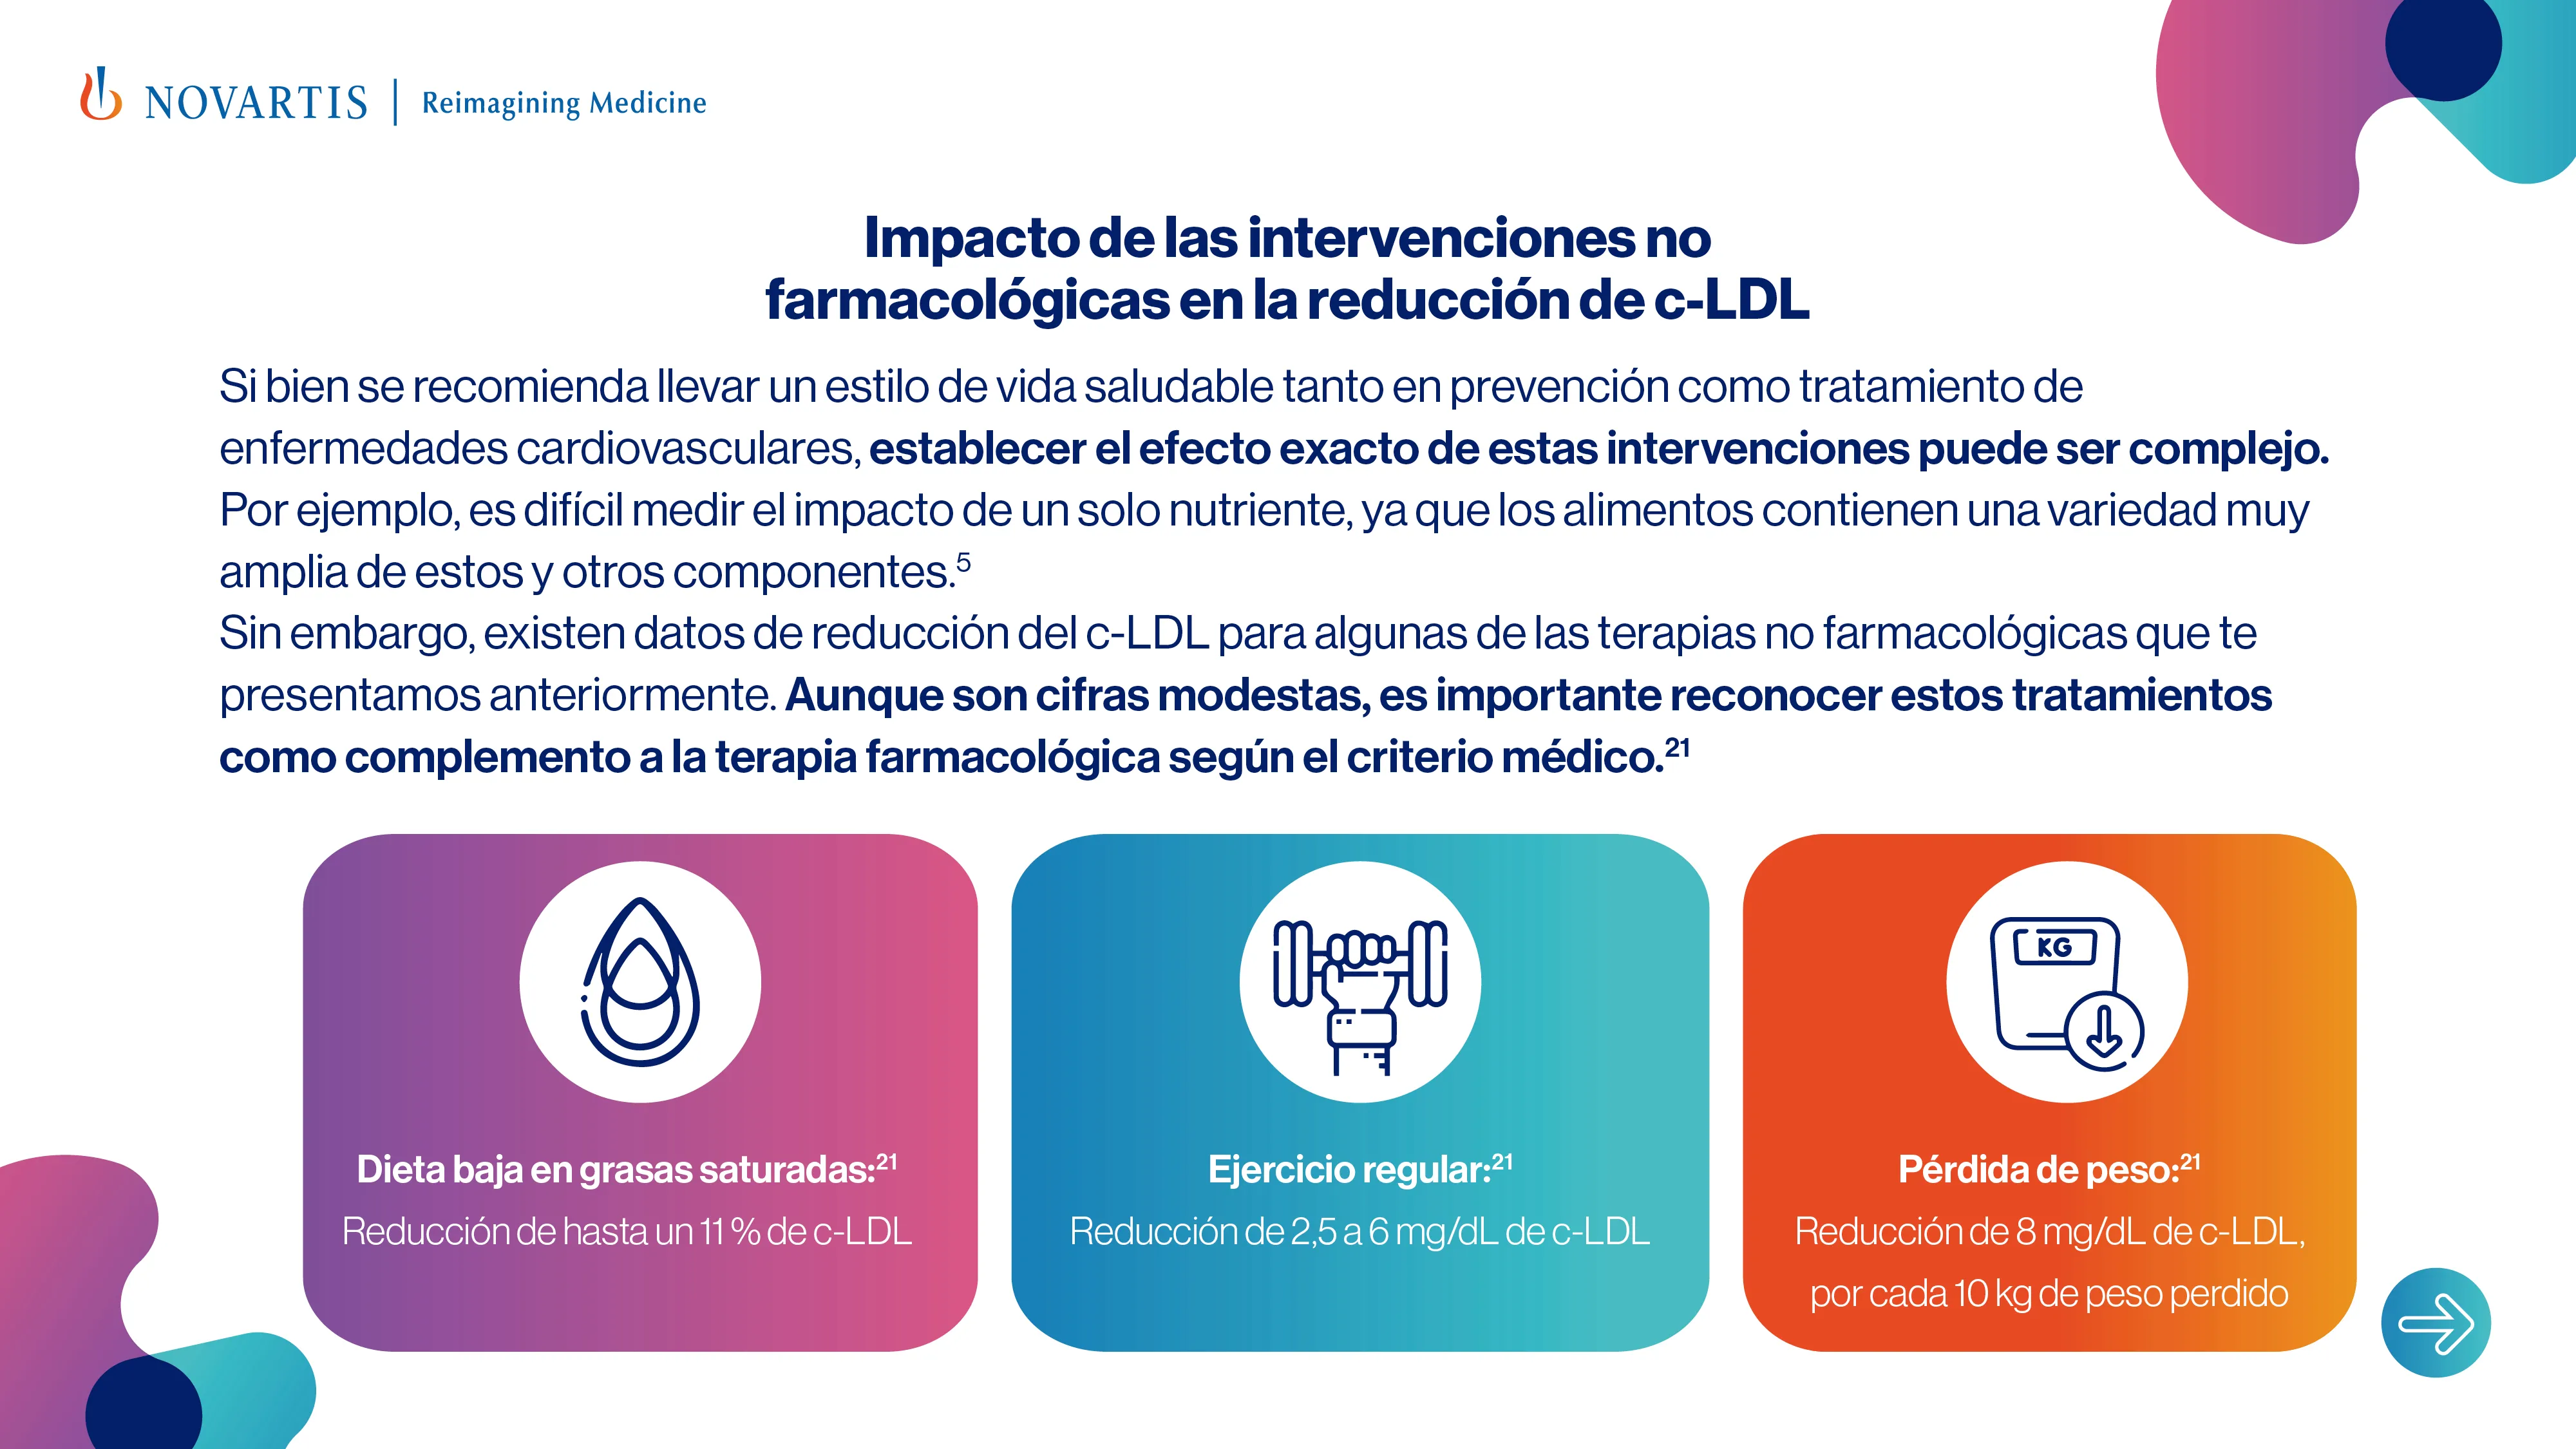 NOVARTIS | Reimagining Medicine
Impacto de las intervenciones no
farmacológicas en la reducción de c-LDL
Si bien se recomienda llevar un estilo de vida saludable tanto en prevención como tratamiento de
enfermedades cardiovasculares, establecer el efecto exacto de estas intervenciones puede ser complejo.
Por ejemplo, es difícil medir el impacto de un solo nutriente, ya que los alimentos contienen una variedad muy
amplia de estos y otros componentes.⁵
Sin embargo, existen datos de reducción del c-LDL para algunas de las terapias no farmacológicas que te
presentamos anteriormente. Aunque son cifras modestas, es importante reconocer estos tratamientos
como complemento a la terapia farmacológica según el criterio médico.²¹
Dieta baja en grasas saturadas:²¹
Reducción de hasta un 11 % de c-LDL
Ejercicio regular:²¹
Reducción de 2,5 a 6 mg/dL de c-LDL
KG
Pérdida de peso:²¹
Reducción de 8 mg/dL de c-LDL,
por cada 10 kg de peso perdido